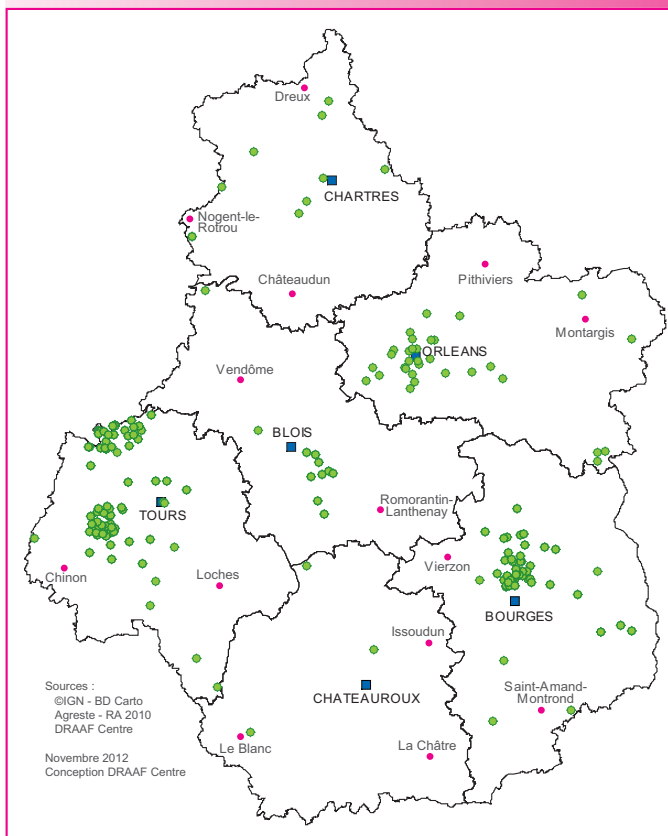 Dreux
CHARTRES
Nogent-le-
Rotrou
Châteaudun
Pithiviers
Montargis
ORLEANS
Vendôme
BLOIS
Romorantin-
Lanthenay
TOURS
Chinon
Loches
Vierzon
BOURGES
Issoudun
CHATEAUROUX
Saint-Amand-
Montrond
Le Blanc
La Châtre
Sources :
©IGN - BD Carto
Agreste - RA 2010
DRAAF Centre
Novembre 2012
Conception DRAAF Centre